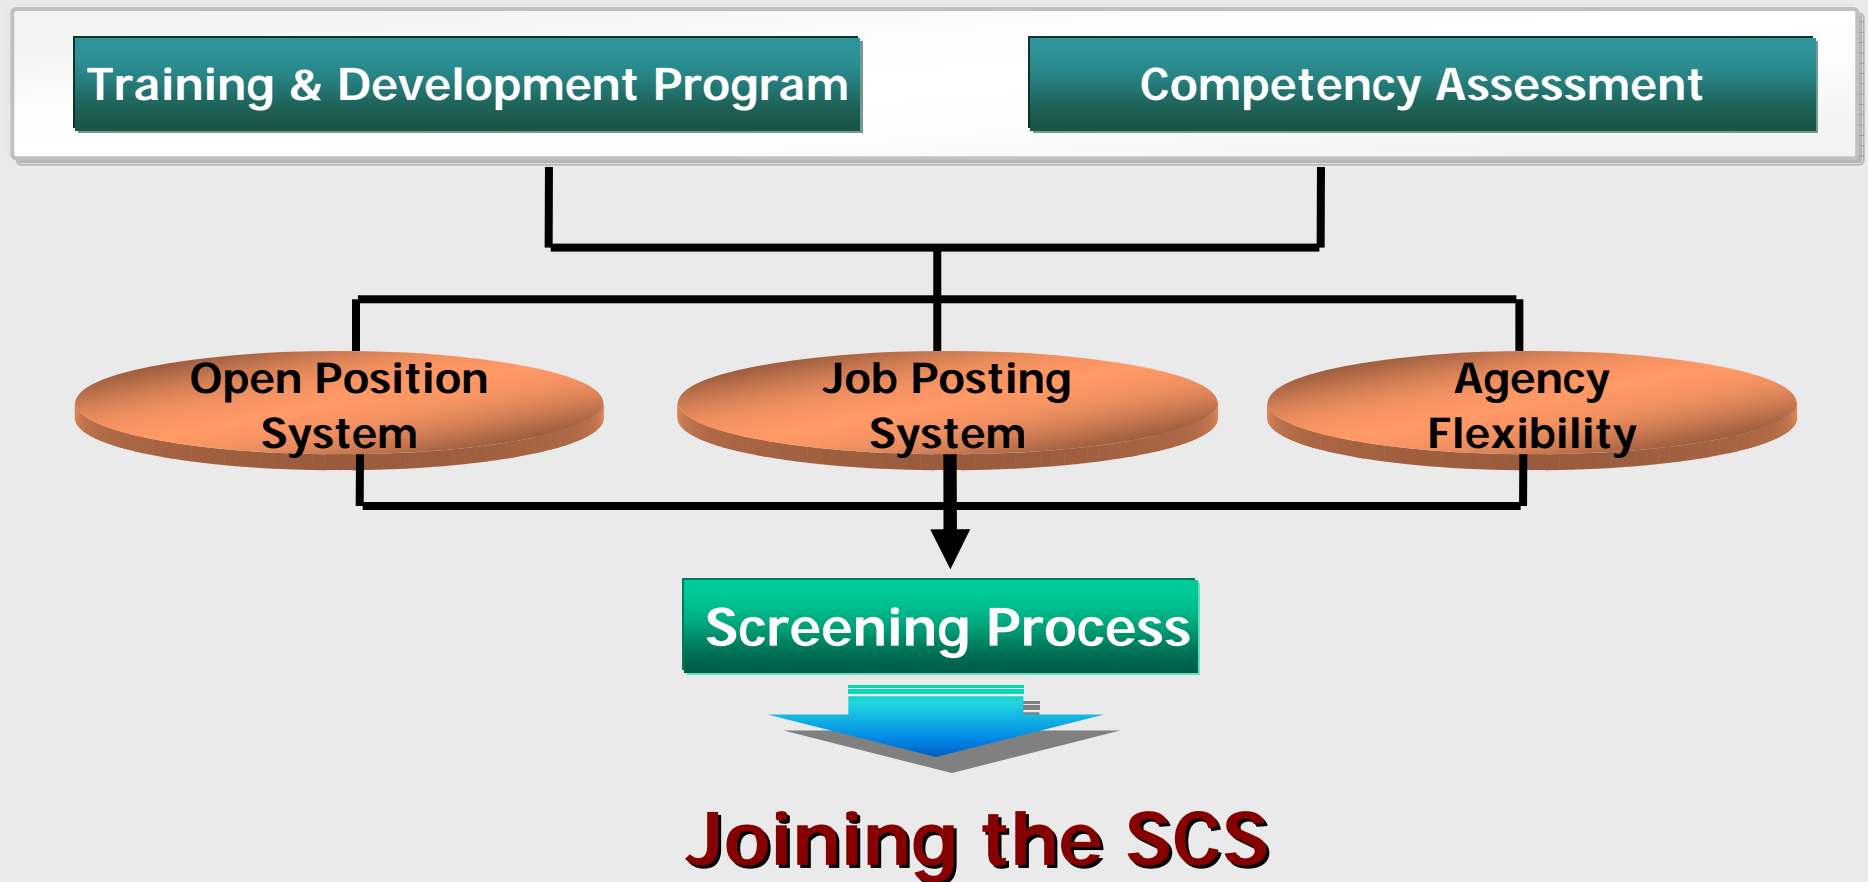 Training & Development Program
Competency Assessment
Open Position
System
Job Posting
System
Agency
Flexibility
Screening Process
Joining the SCS